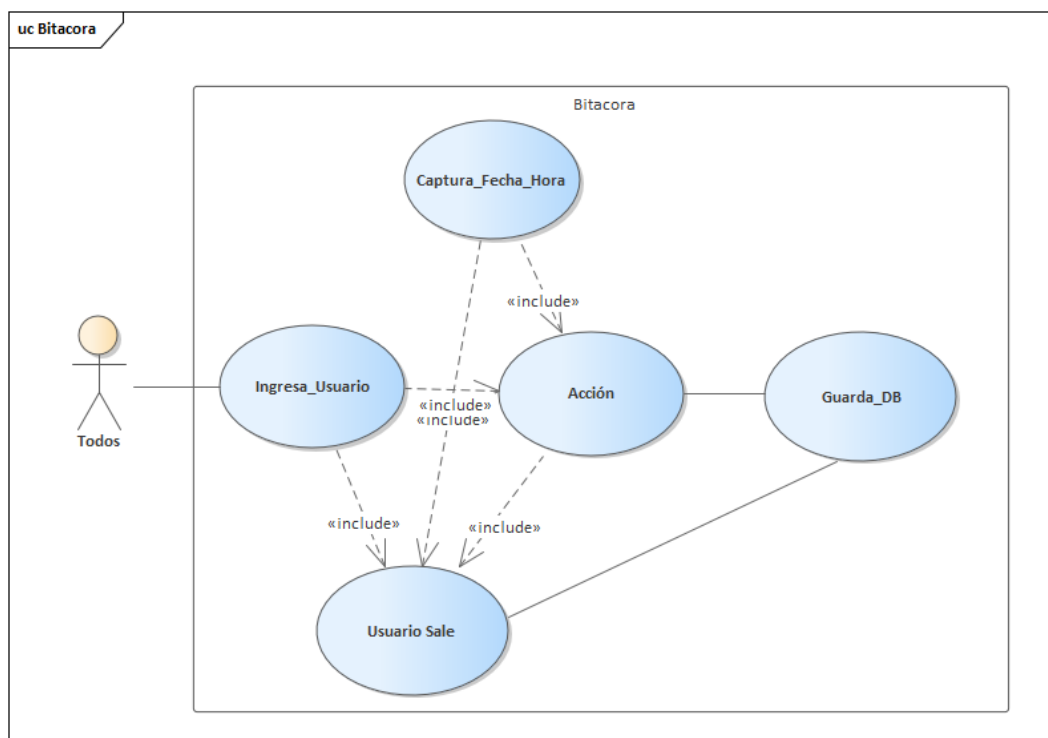 uc Bitacora
Bitacora
Captura_Fecha_Hora
«include»
Ingresa_Usuario
Acción
Guarda_DB
«include»
«include»
Todos
«include»
«include»
Usuario Sale